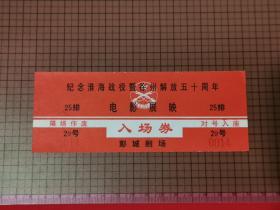 纪念淮海战役暨徐州解放五十周年
25排 电影展映 25排
隔场作废 入场券 对号入座
29号 彭城剧场 29号
0014